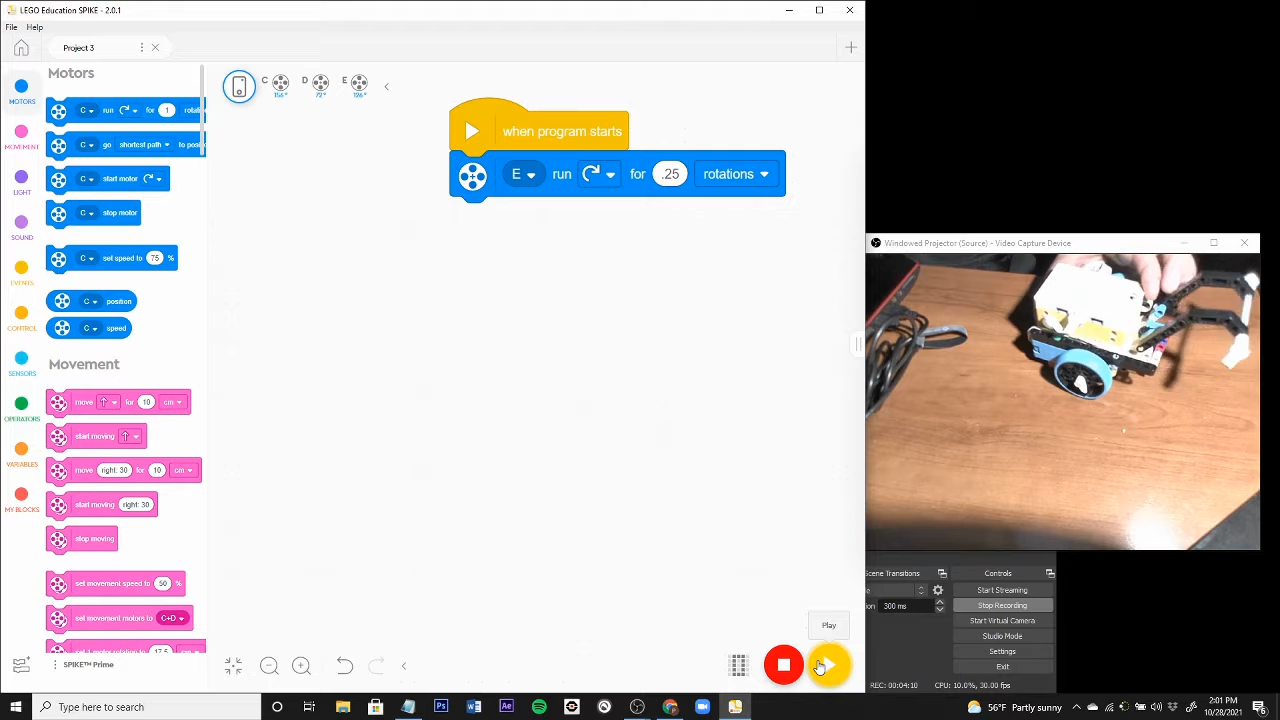 LEGO Education SPIKE - 2.0.1
File Help
Project 3
Motors
C D E
156° 72° 126°
MOTORS
MOVEMENT
LIGHT
SOUND
EVENTS
CONTROL
SENSORS
OPERATORS
VARIABLES
MY BLOCKS
C run for 1
C go shortest path
C start motor
C stop motor
C set speed to 75 %
C position
C speed
Movement
move for 10 cm
start moving
move right: 30 for 10 cm
start moving right: 30
stop moving
set movement speed to 50 %
set movement motors to C+D
when program starts
E run for .25 rotations
Play
SPIKE™ Prime
Windowed Projector (Source) - Video Capture Device
Scene Transitions
300 ms
Controls
Start Streaming
Stop Recording
Start Virtual Camera
Studio Mode
Settings
Exit
REC: 00:04:10 CPU: 10.0%, 30.00 fps
Type here to search
56°F Partly sunny
2:01 PM
10/28/2021